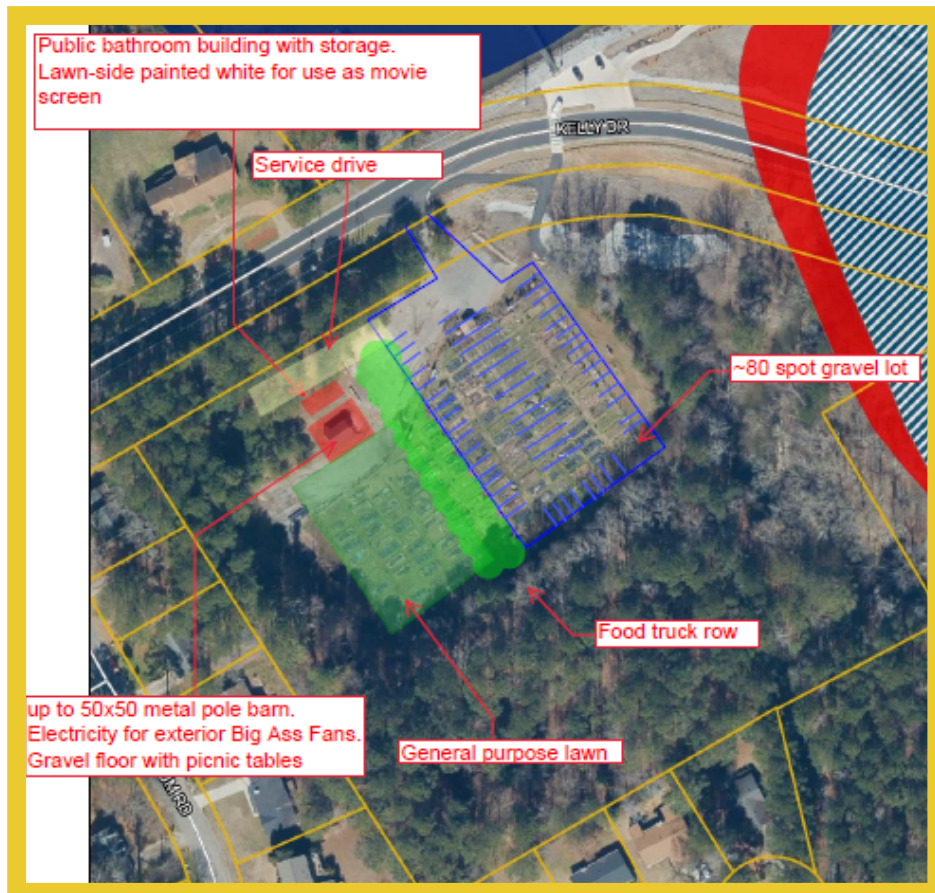 Public bathroom building with storage.
Lawn-side painted white for use as movie
screen
KELLY DR
Service drive
~80 spot gravel lot
Food truck row
up to 50x50 metal pole barn.
Electricity for exterior Big Ass Fans.
Gravel floor with picnic tables
General purpose lawn
RD